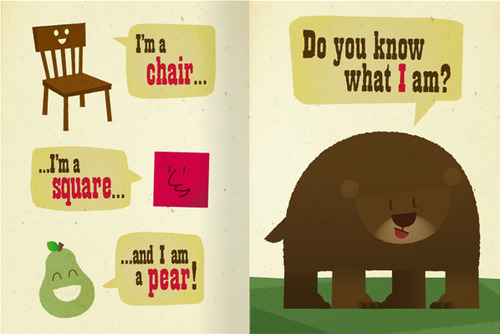 I'm a
chair...
...I'm a
square...
...and I am
a pear!
Do you know
what I am?